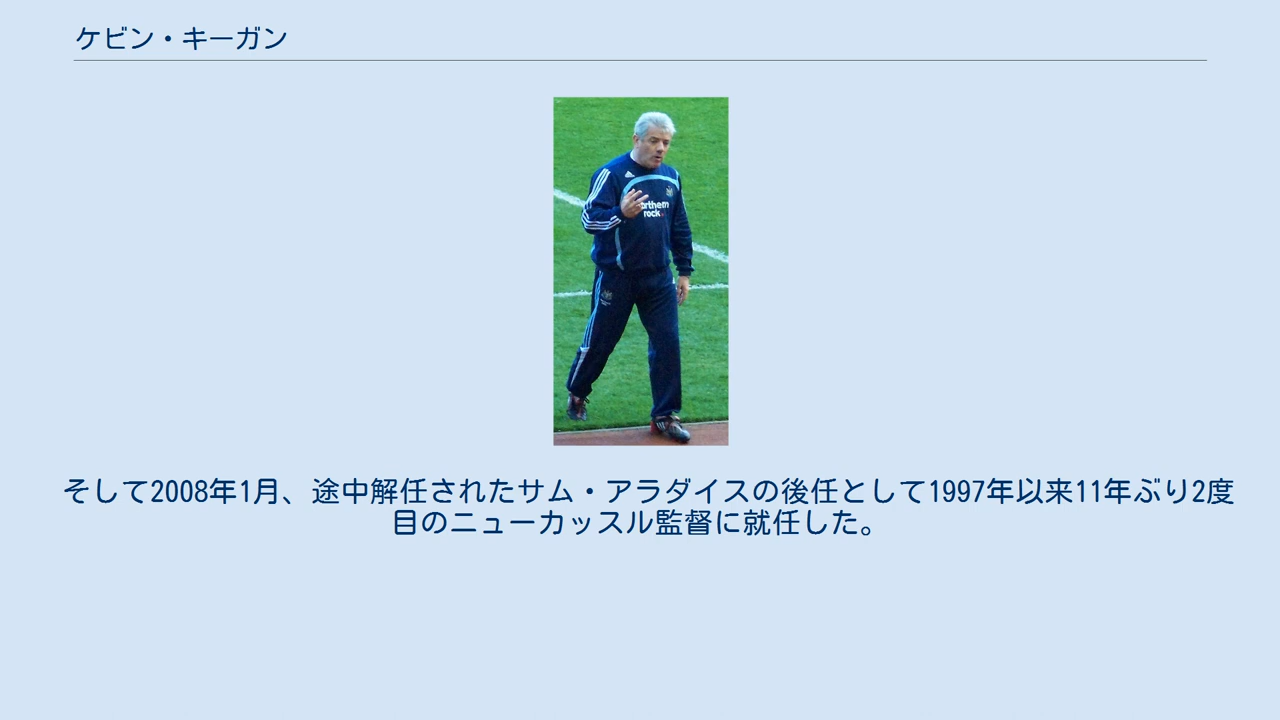 ケビン・キーガン
northern
rock.
そして2008年1月、途中解任されたサム・アラダイスの後任として1997年以来11年ぶり2度
目のニューカッスル監督に就任した。